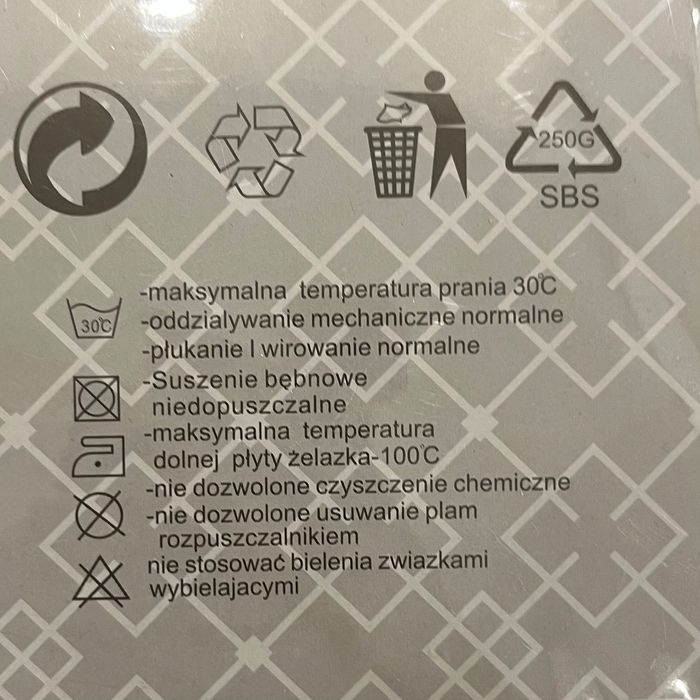 250G
SBS
-maksymalna temperatura prania 30℃
30℃
-oddzialywanie mechaniczne normalne
-płukanie I wirowanie normalne
-Suszenie bębnowe
niedopuszczalne
-maksymalna temperatura
dolnej płyty żelazka-100℃
-nie dozwolone czyszczenie chemiczne
-nie dozwolone usuwanie plam
rozpuszczalnikiem
nie stosować bielenia zwiazkami
wybielajacymi